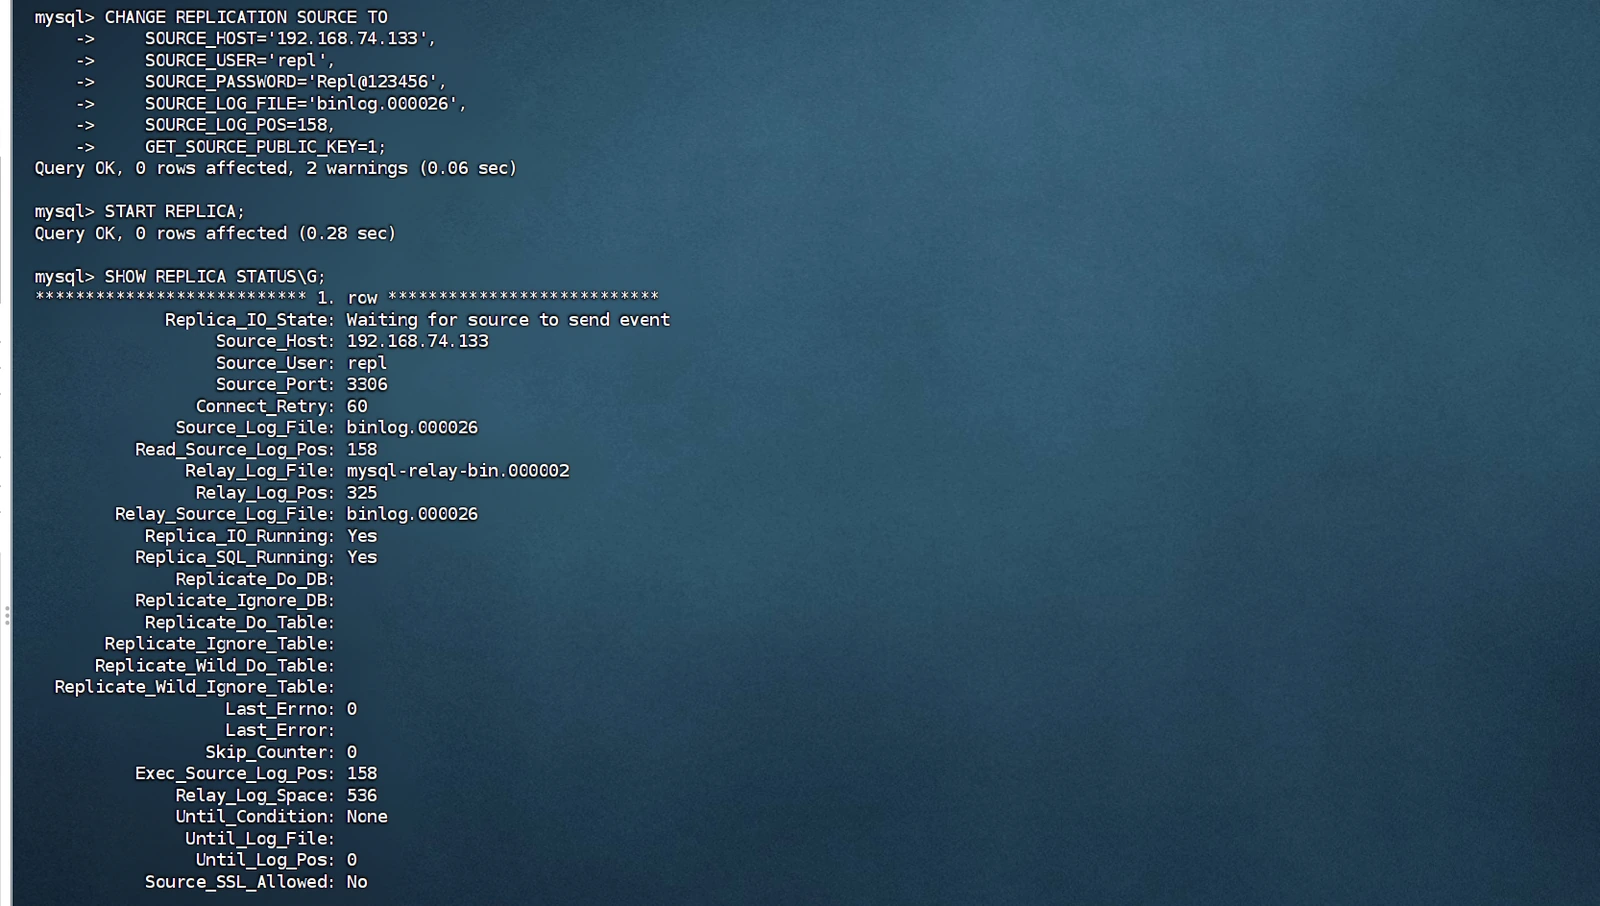 mysql> CHANGE REPLICATION SOURCE TO
    ->     SOURCE_HOST='192.168.74.133',
    ->     SOURCE_USER='repl',
    ->     SOURCE_PASSWORD='Repl@123456',
    ->     SOURCE_LOG_FILE='binlog.000026',
    ->     SOURCE_LOG_POS=158,
    ->     GET_SOURCE_PUBLIC_KEY=1;
Query OK, 0 rows affected, 2 warnings (0.06 sec)

mysql> START REPLICA;
Query OK, 0 rows affected (0.28 sec)

mysql> SHOW REPLICA STATUS\G;
*************************** 1. row ***************************
             Replica_IO_State: Waiting for source to send event
                  Source_Host: 192.168.74.133
                  Source_User: repl
                  Source_Port: 3306
                Connect_Retry: 60
              Source_Log_File: binlog.000026
          Read_Source_Log_Pos: 158
               Relay_Log_File: mysql-relay-bin.000002
                Relay_Log_Pos: 325
        Relay_Source_Log_File: binlog.000026
           Replica_IO_Running: Yes
          Replica_SQL_Running: Yes
              Replicate_Do_DB:
          Replicate_Ignore_DB:
           Replicate_Do_Table:
       Replicate_Ignore_Table:
      Replicate_Wild_Do_Table:
  Replicate_Wild_Ignore_Table:
                   Last_Errno: 0
                   Last_Error:
                 Skip_Counter: 0
          Exec_Source_Log_Pos: 158
              Relay_Log_Space: 536
              Until_Condition: None
               Until_Log_File:
                Until_Log_Pos: 0
           Source_SSL_Allowed: No